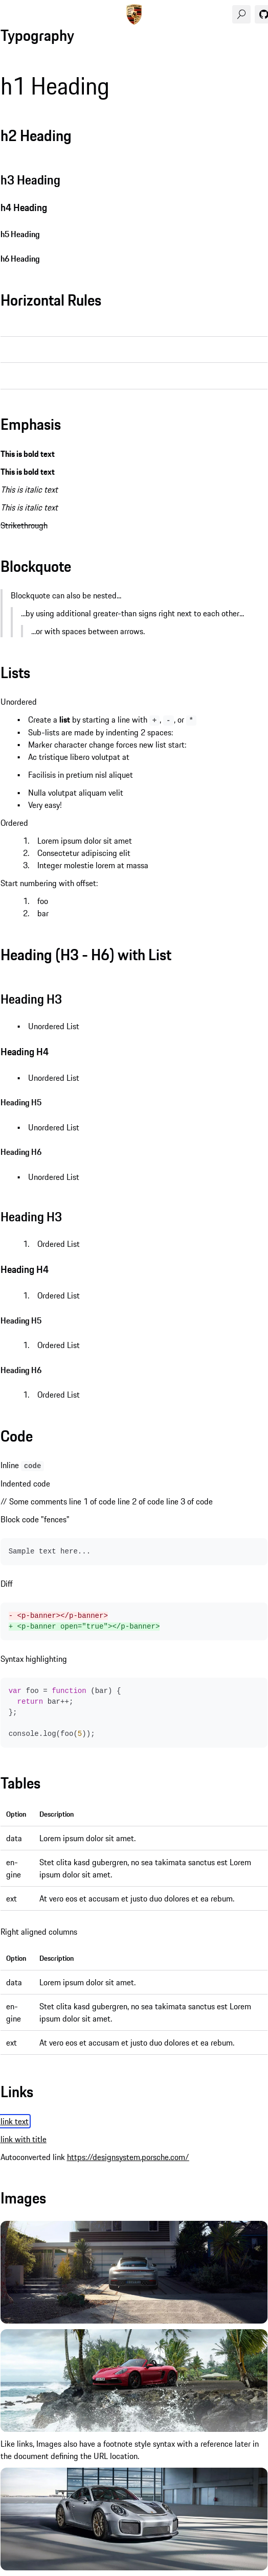 Typography
h1 Heading
h2 Heading
h3 Heading
h4 Heading
h5 Heading
h6 Heading
Horizontal Rules
Emphasis
This is bold text
This is bold text
This is italic text
This is italic text
Strikethrough
Blockquote
Blockquote can also be nested...
...by using additional greater-than signs right next to each other...
...or with spaces between arrows.
Lists
Unordered
• Create a list by starting a line with + , - , or *
• Sub-lists are made by indenting 2 spaces:
• Marker character change forces new list start:
• Ac tristique libero volutpat at
• Facilisis in pretium nisl aliquet
• Nulla volutpat aliquam velit
• Very easy!
Ordered
1. Lorem ipsum dolor sit amet
2. Consectetur adipiscing elit
3. Integer molestie lorem at massa
Start numbering with offset:
1. foo
2. bar
Heading (H3 - H6) with List
Heading H3
• Unordered List
Heading H4
• Unordered List
Heading H5
• Unordered List
Heading H6
• Unordered List
Heading H3
1. Ordered List
Heading H4
1. Ordered List
Heading H5
1. Ordered List
Heading H6
1. Ordered List
Code
Inline code
Indented code
// Some comments line 1 of code line 2 of code line 3 of code
Block code "fences"
Sample text here...
Diff
- <p-banner></p-banner>
+ <p-banner open="true"></p-banner>
Syntax highlighting
var foo = function (bar) {
return bar++;
};
console.log(foo(5));
Tables
Option Description
data Lorem ipsum dolor sit amet.
en- Stet clita kasd gubergren, no sea takimata sanctus est Lorem
gine ipsum dolor sit amet.
ext At vero eos et accusam et justo duo dolores et ea rebum.
Right aligned columns
Option Description
data Lorem ipsum dolor sit amet.
en- Stet clita kasd gubergren, no sea takimata sanctus est Lorem
gine ipsum dolor sit amet.
ext At vero eos et accusam et justo duo dolores et ea rebum.
Links
link text
link with title
Autoconverted link https://designsystem.porsche.com/
Images
Like links, Images also have a footnote style syntax with a reference later in
the document defining the URL location.